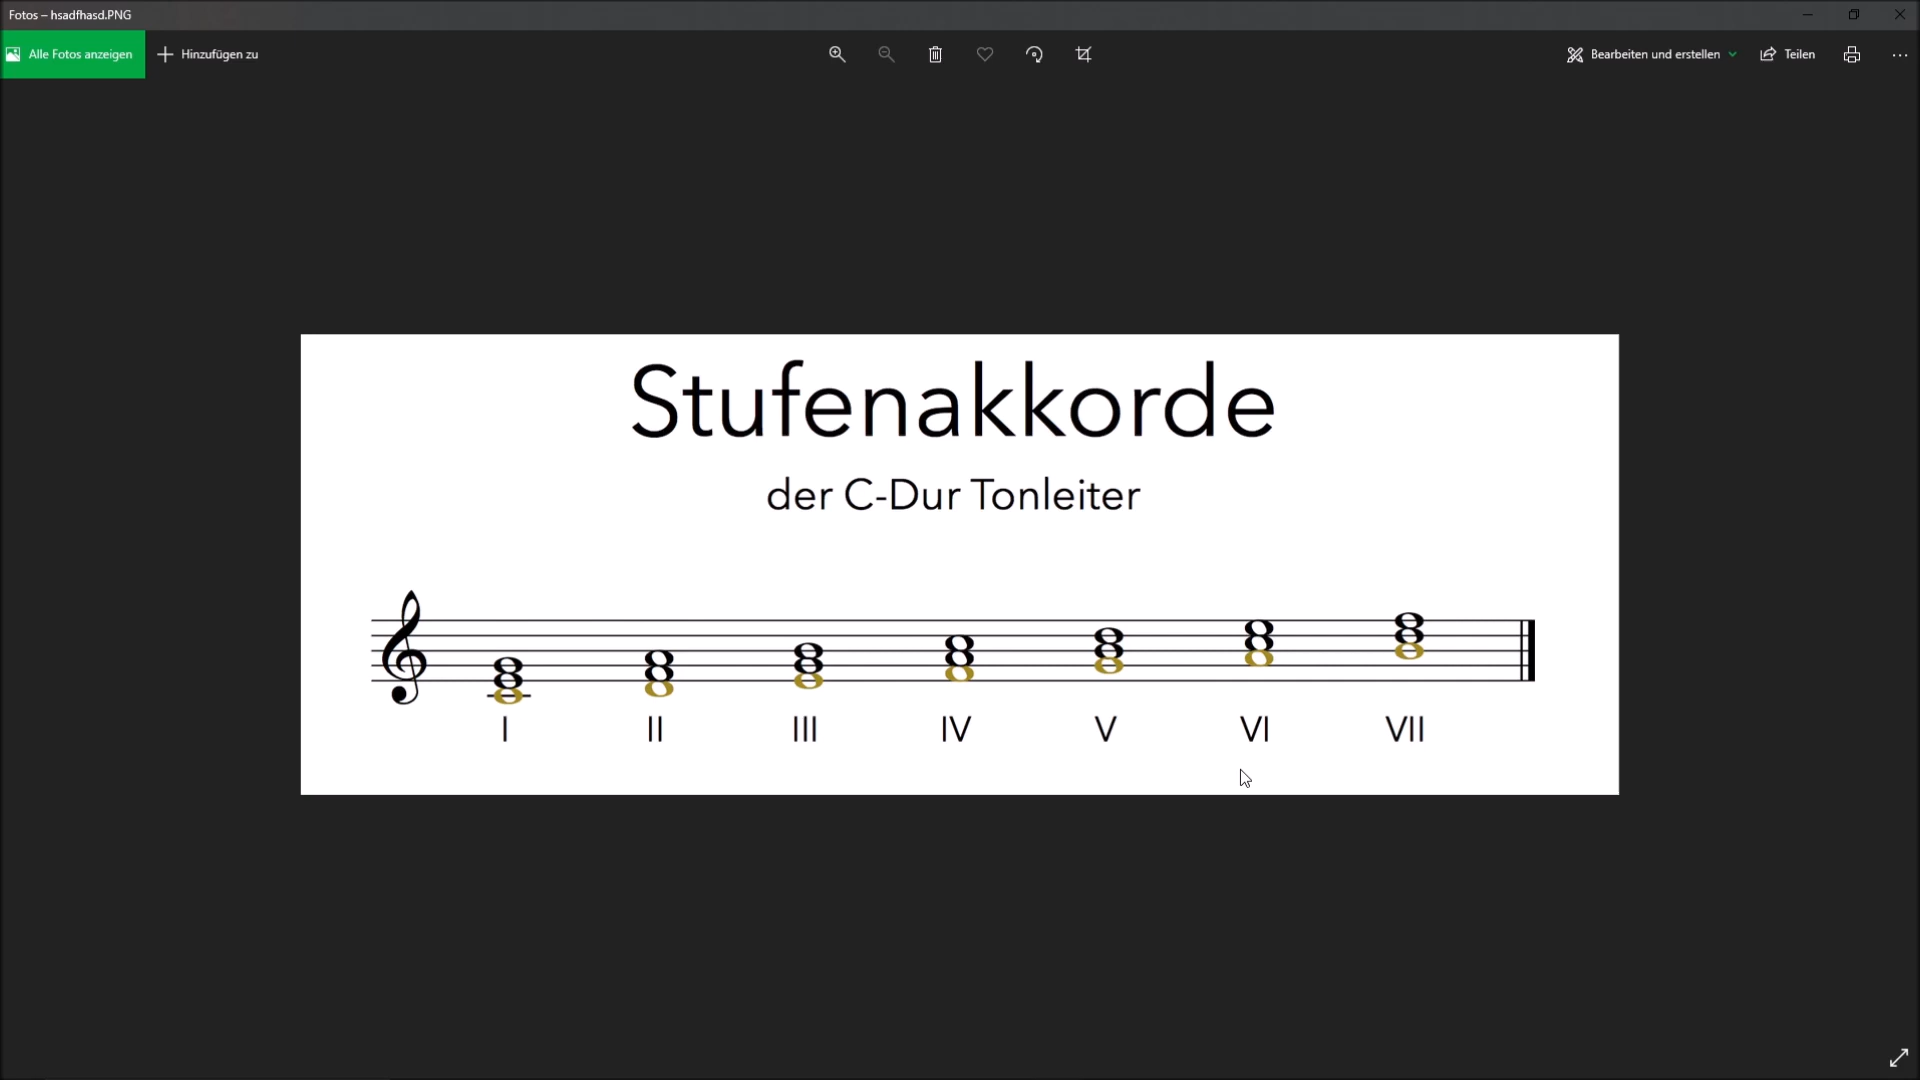 Fotos – hsadfhasd.PNG
Alle Fotos anzeigen
Hinzufügen zu
Bearbeiten und erstellen
Teilen
Stufenakkorde
der C-Dur Tonleiter
I II III IV V VI VII